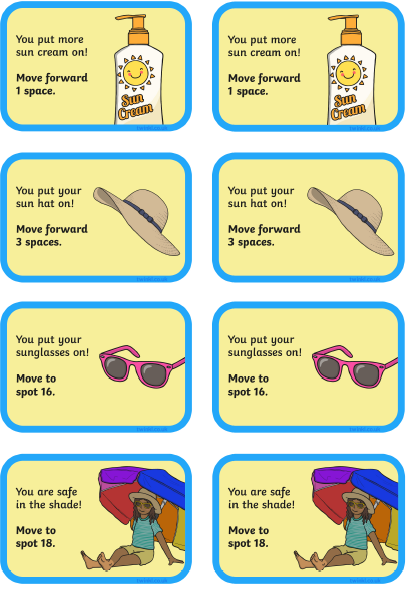 You put more
sun cream on!
Move forward
1 space.
Sun
Cream
You put more
sun cream on!
Move forward
1 space.
Sun
Cream
You put your
sun hat on!
Move forward
3 spaces.
You put your
sun hat on!
Move forward
3 spaces.
You put your
sunglasses on!
Move to
spot 16.
You put your
sunglasses on!
Move to
spot 16.
You are safe
in the shade!
Move to
spot 18.
You are safe
in the shade!
Move to
spot 18.